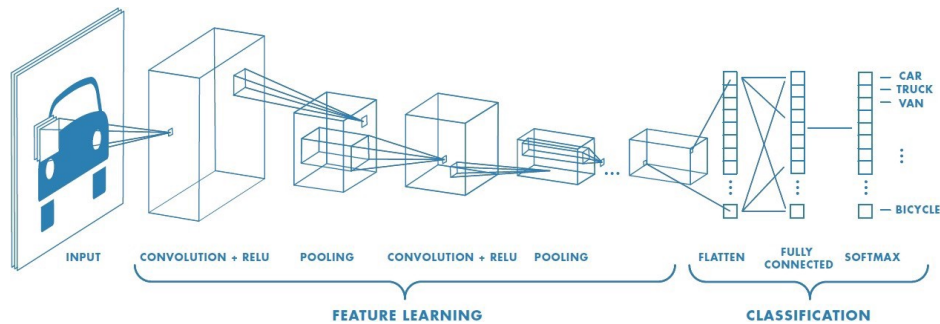 CAR
TRUCK
VAN
BICYCLE
INPUT
CONVOLUTION + RELU
POOLING
CONVOLUTION + RELU
POOLING
FLATTEN
FULLY
CONNECTED
SOFTMAX
FEATURE LEARNING
CLASSIFICATION